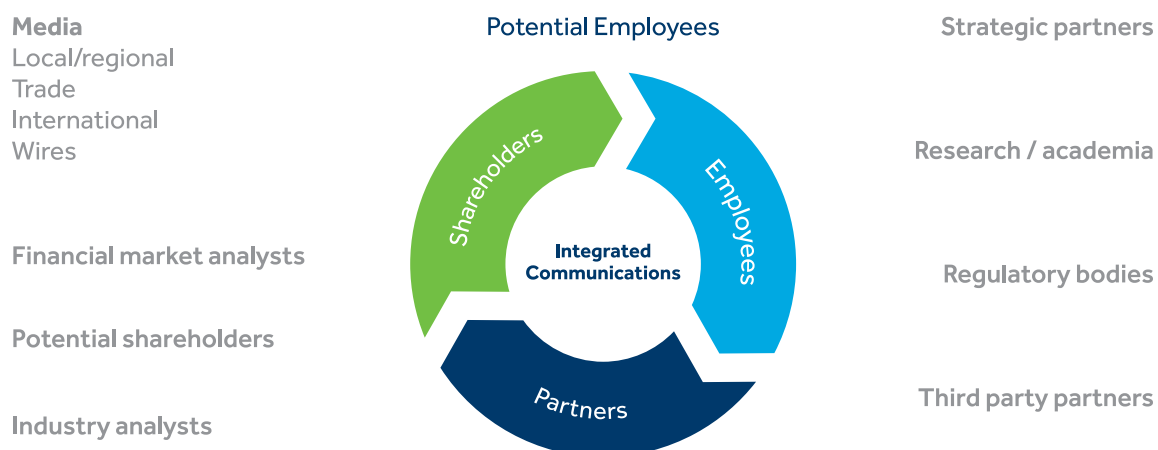 Media
Local/regional
Trade
International
Wires
Financial market analysts
Potential shareholders
Industry analysts
Potential Employees
Shareholders
Employees
Integrated
Communications
Partners
Strategic partners
Research / academia
Regulatory bodies
Third party partners